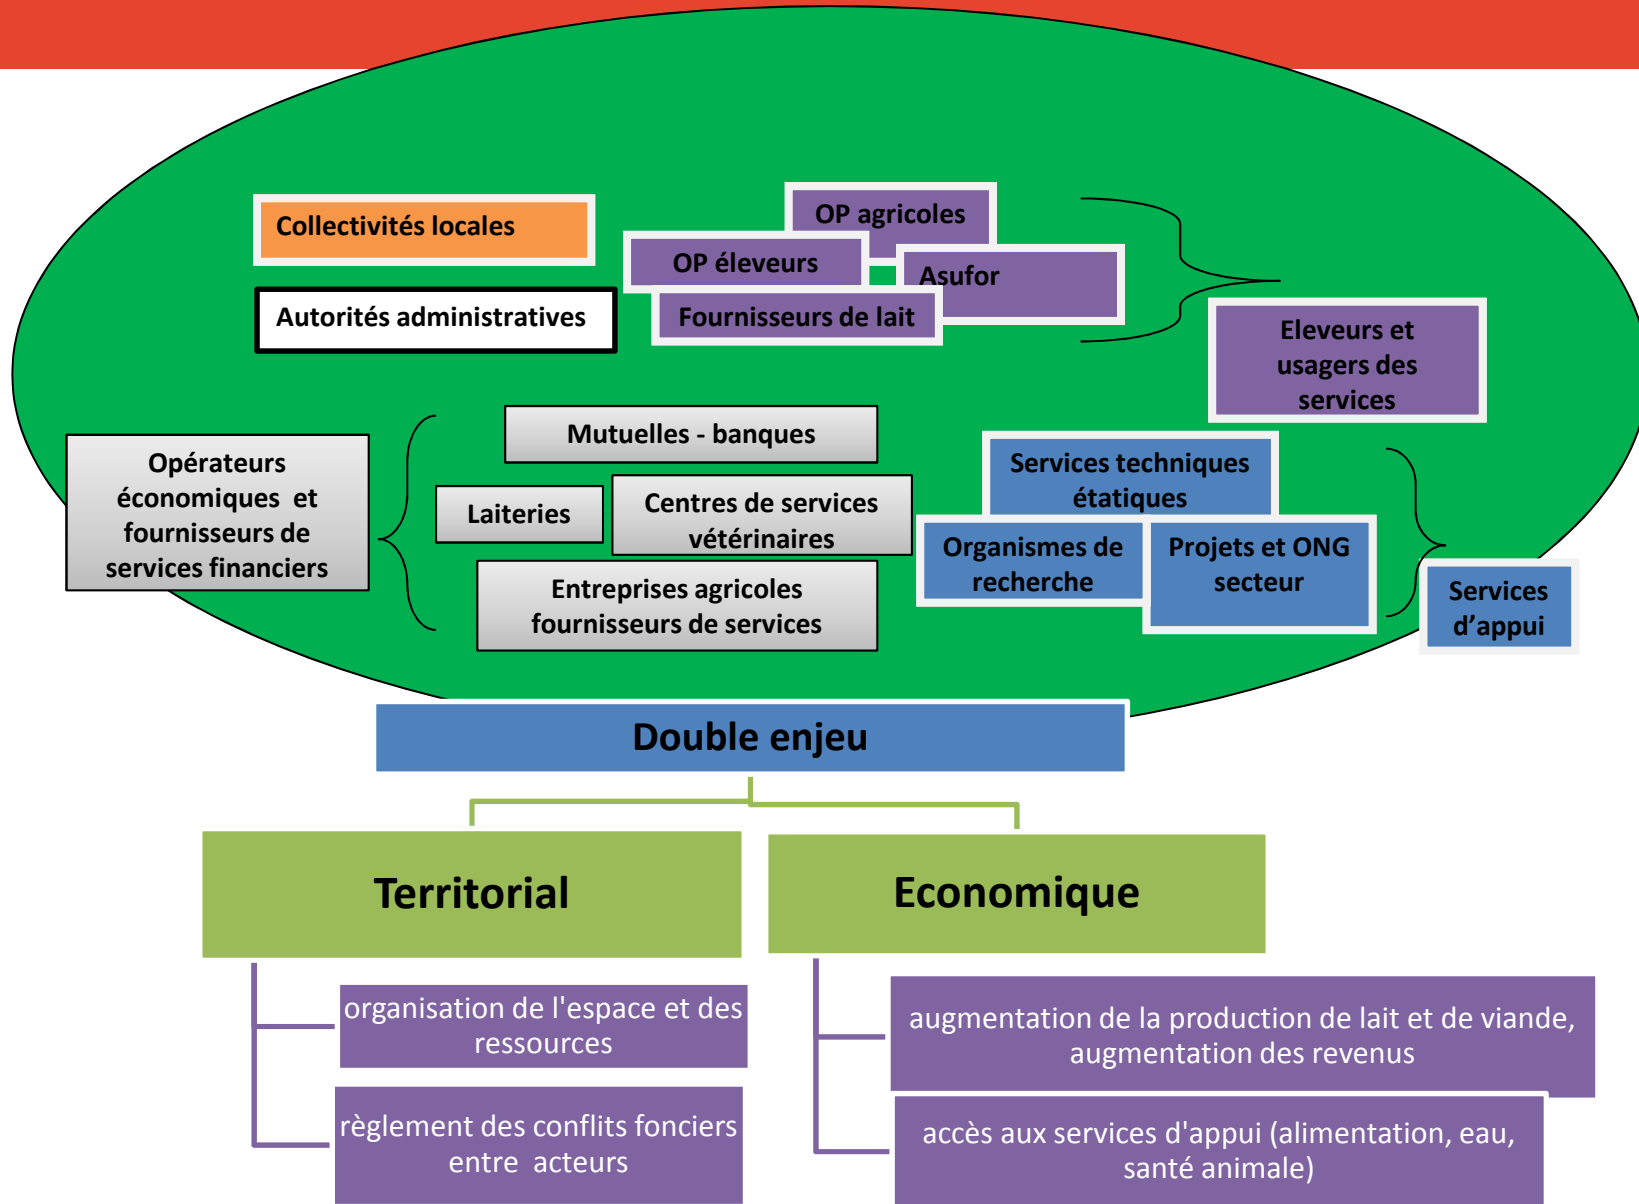 Collectivités locales
Autorités administratives
OP agricoles
OP éleveurs
Asufor
Fournisseurs de lait
Eleveurs et
usagers des
services
Opérateurs
économiques et
fournisseurs de
services financiers
Mutuelles - banques
Laiteries
Centres de services
vétérinaires
Entreprises agricoles
fournisseurs de services
Services techniques
étatiques
Organismes de
recherche
Projets et ONG
secteur
Services
d’appui
Double enjeu
Territorial
organisation de l'espace et des
ressources
règlement des conflits fonciers
entre acteurs
Economique
augmentation de la production de lait et de viande,
augmentation des revenus
accès aux services d'appui (alimentation, eau,
santé animale)